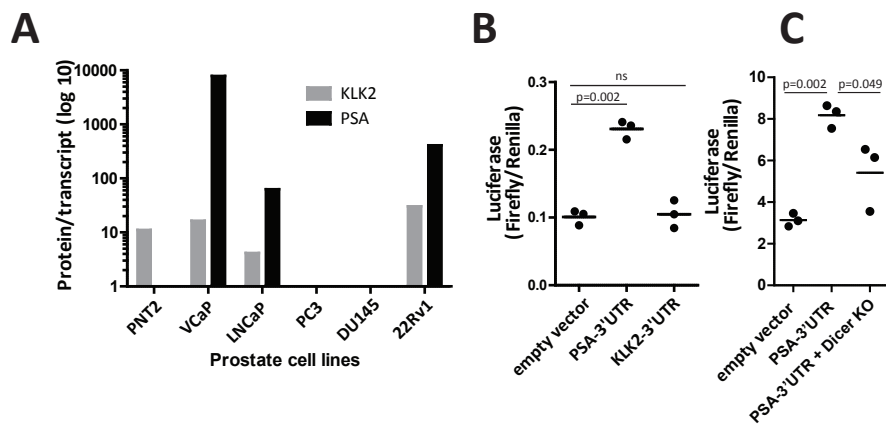 A
Protein/transcript (log 10)
10000
1000
100
10
1
KLK2
PSA
PNT2
VCaP
LNCaP
PC3
DU145
22Rv1
Prostate cell lines
B
Luciferase
(Firefly/Renilla)
0.3
0.2
0.1
0.0
ns
p=0.002
empty vector
PSA-3'UTR
KLK2-3'UTR
C
Luciferase
(Firefly/Renilla)
10
8
6
4
2
0
p=0.002
p=0.049
empty vector
PSA-3'UTR
PSA-3'UTR + Dicer KO